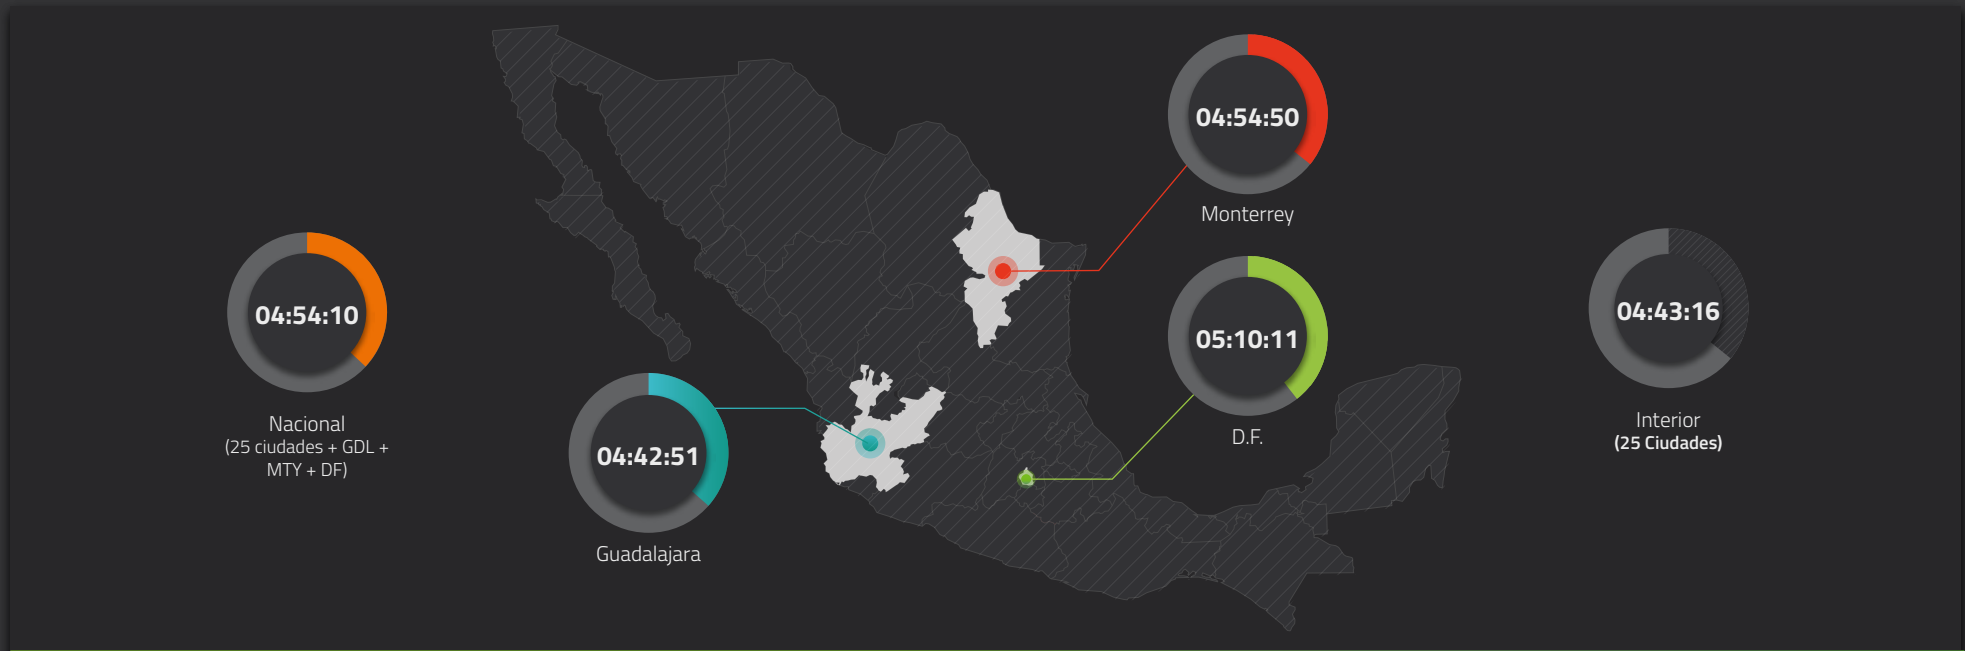 04:54:10
Nacional
(25 ciudades + GDL +
MTY + DF)
04:42:51
Guadalajara
04:54:50
Monterrey
05:10:11
D.F.
04:43:16
Interior
(25 Ciudades)